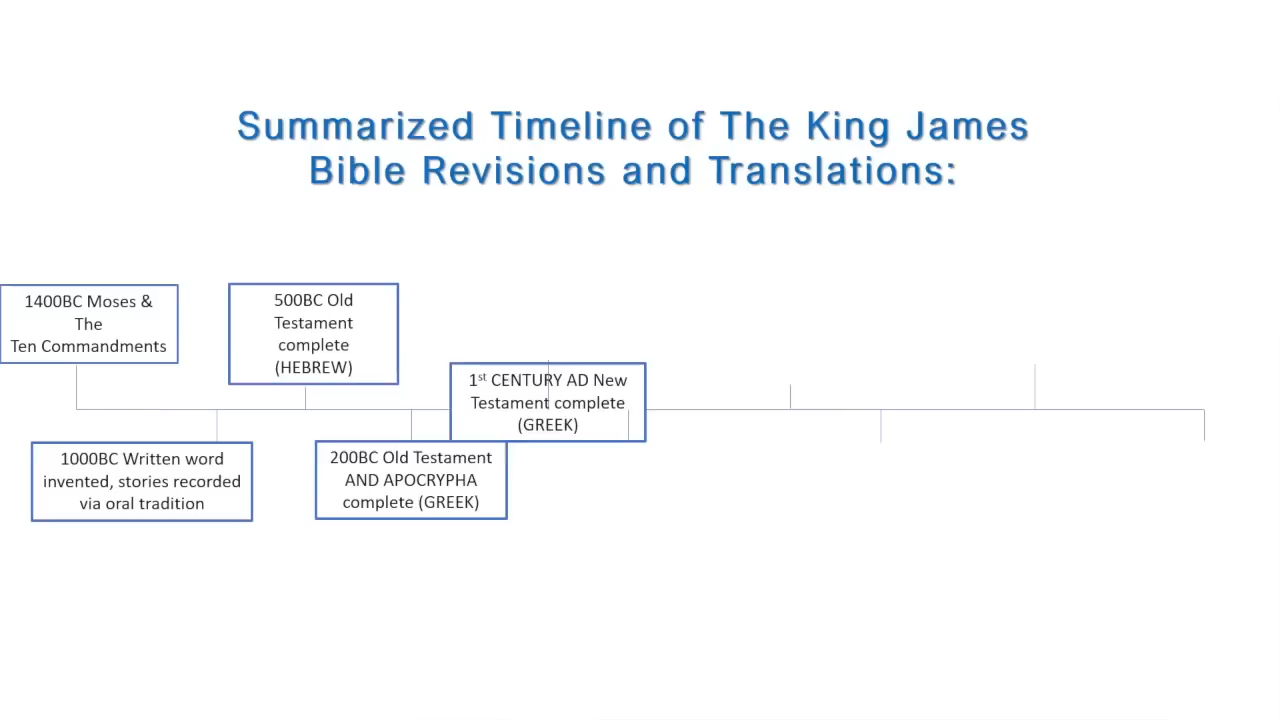 Summarized Timeline of The King James
Bible Revisions and Translations:
1400BC Moses &
The
Ten Commandments
500BC Old
Testament
complete
(HEBREW)
1st CENTURY AD New
Testament complete
(GREEK)
1000BC Written word
invented, stories recorded
via oral tradition
200BC Old Testament
AND APOCRYPHA
complete (GREEK)